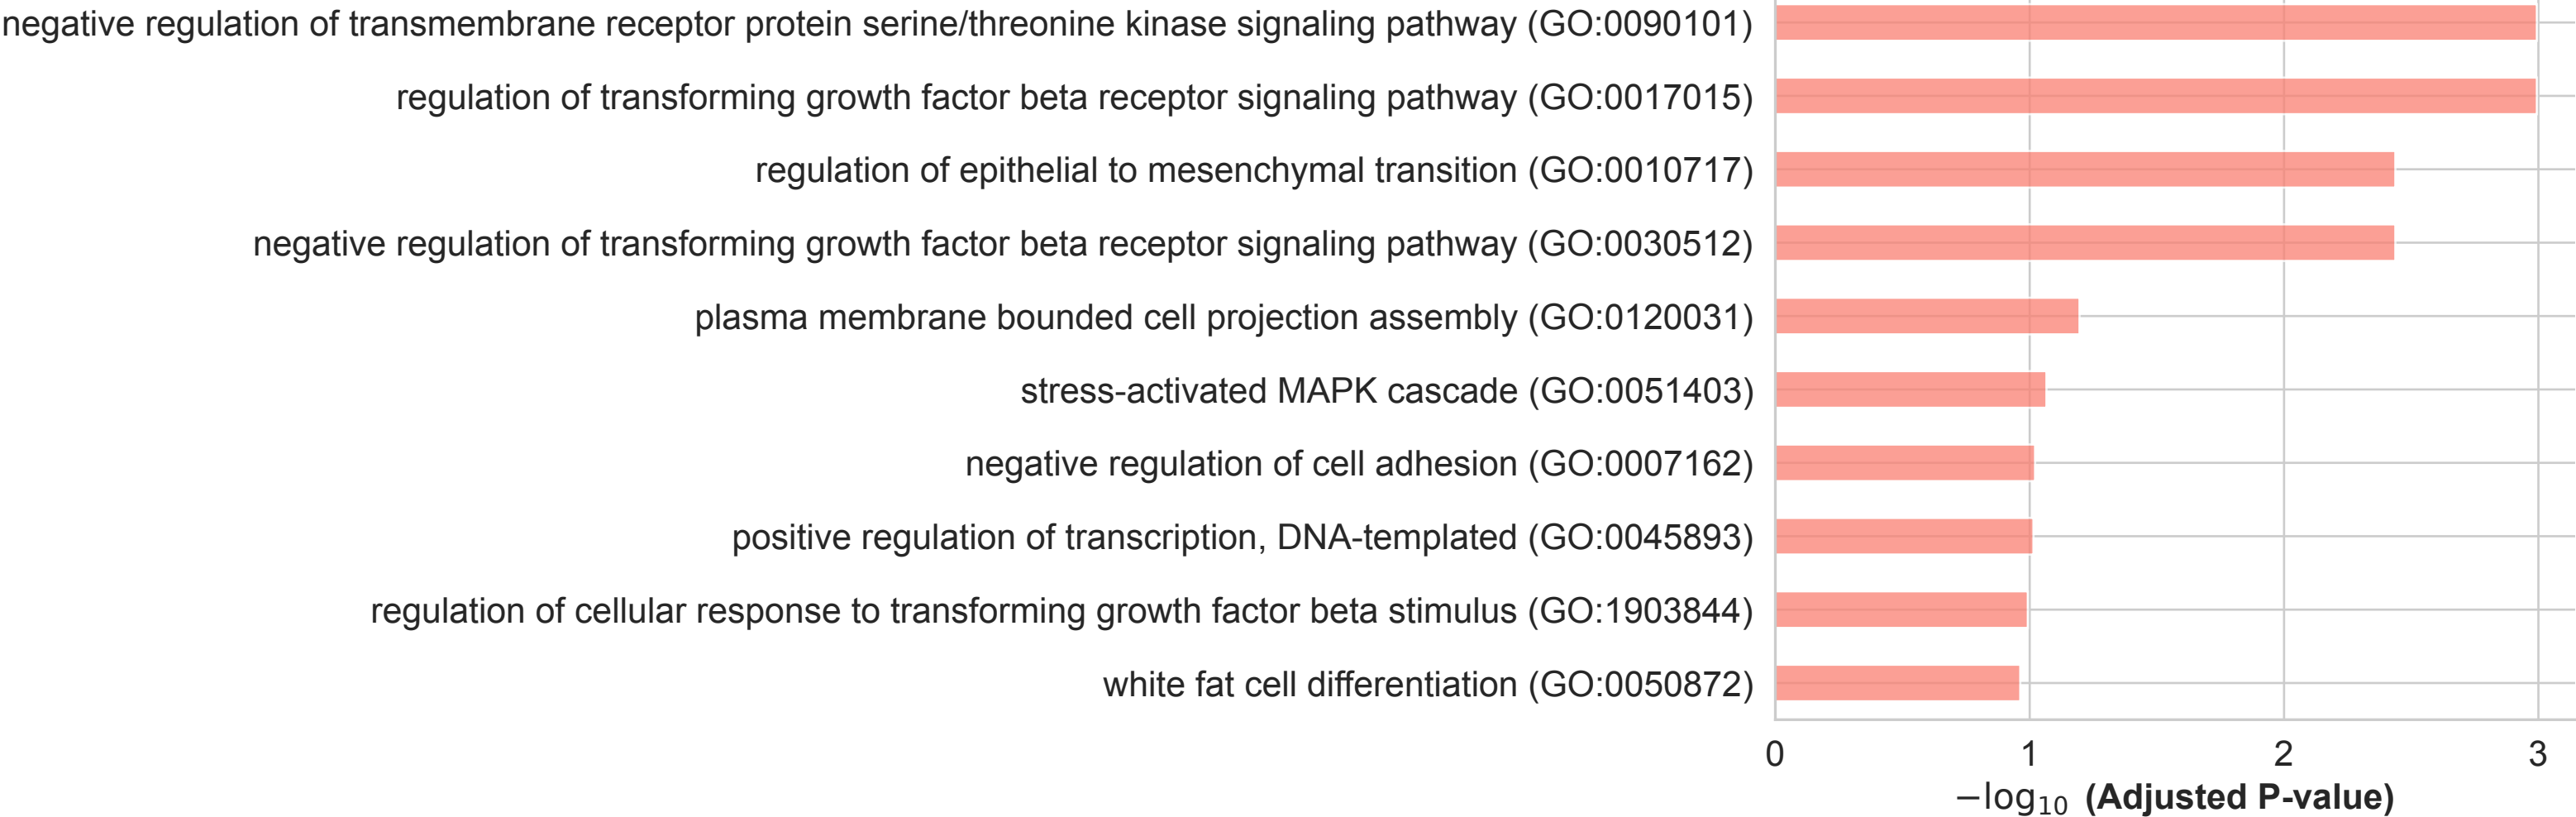 negative regulation of transmembrane receptor protein serine/threonine kinase signaling pathway (GO:0090101)
regulation of transforming growth factor beta receptor signaling pathway (GO:0017015)
regulation of epithelial to mesenchymal transition (GO:0010717)
negative regulation of transforming growth factor beta receptor signaling pathway (GO:0030512)
plasma membrane bounded cell projection assembly (GO:0120031)
stress-activated MAPK cascade (GO:0051403)
negative regulation of cell adhesion (GO:0007162)
positive regulation of transcription, DNA-templated (GO:0045893)
regulation of cellular response to transforming growth factor beta stimulus (GO:1903844)
white fat cell differentiation (GO:0050872)
0 1 2 3
−log₁₀ (Adjusted P-value)